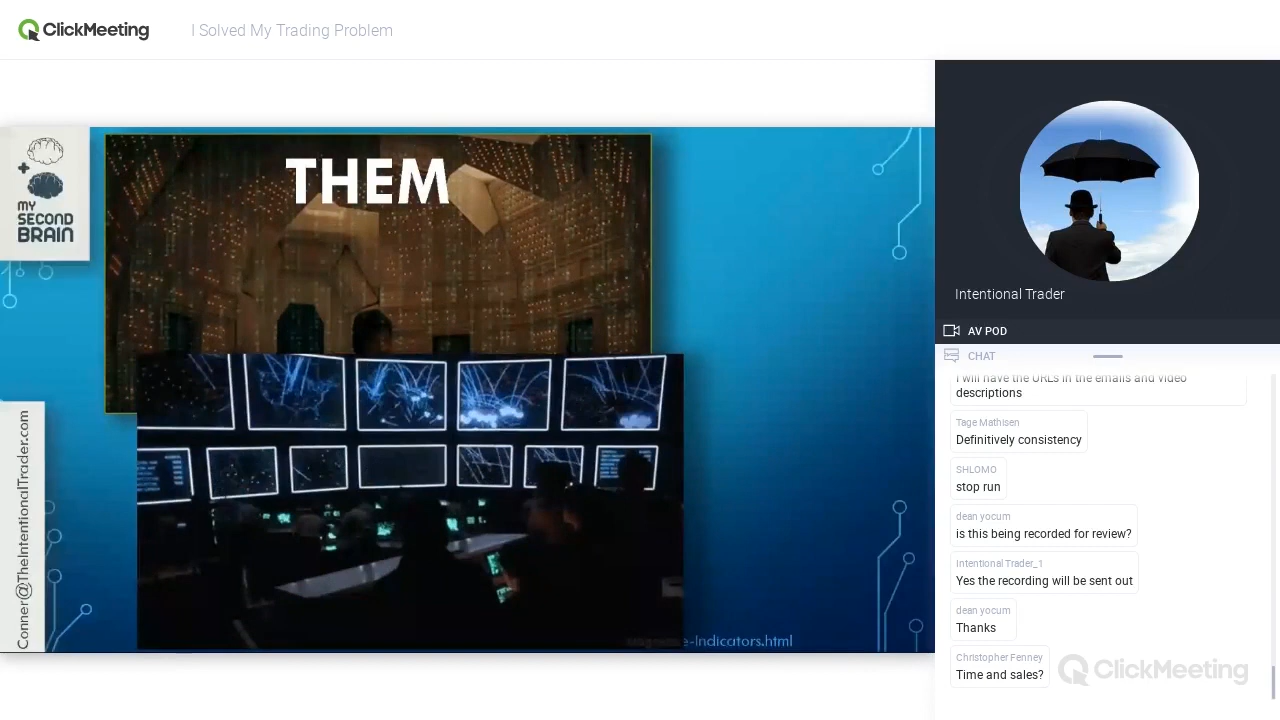 ClickMeeting
I Solved My Trading Problem
MY
SECOND
BRAIN
THEM
Conner@TheIntentionalTrader.com
e-Indicators.html
Intentional Trader
AV POD
CHAT
I will have the URLs in the emails and video
descriptions
Tage Mathisen
Definitively consistency
SHLOMO
stop run
dean yocum
is this being recorded for review?
Intentional Trader_1
Yes the recording will be sent out
dean yocum
Thanks
Christopher Fenney
Time and sales?
ClickMeeting